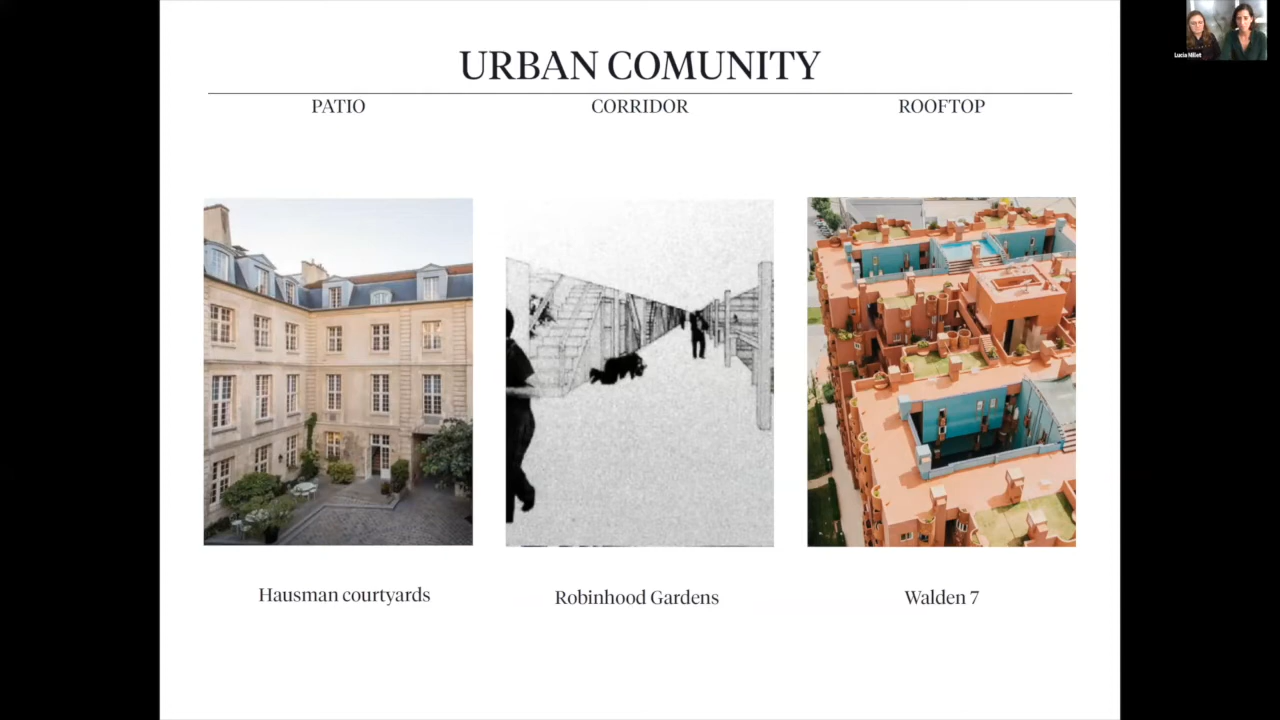 URBAN COMUNITY
PATIO
CORRIDOR
ROOFTOP
Hausman courtyards
Robinhood Gardens
Walden 7
Lucia Millet